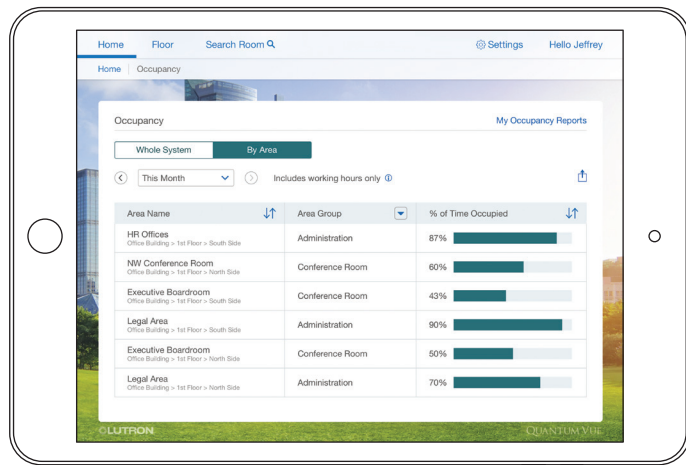 Home Floor Search Room Settings Hello Jeffrey
Home Occupancy
Occupancy My Occupancy Reports
Whole System By Area
This Month Includes working hours only
Area Name Area Group % of Time Occupied
HR Offices
Office Building > 1st Floor > South Side
Administration 87%
NW Conference Room
Office Building > 1st Floor > North Side
Conference Room 60%
Executive Boardroom
Office Building > 1st Floor > South Side
Conference Room 43%
Legal Area
Office Building > 1st Floor > South Side
Administration 90%
Executive Boardroom
Office Building > 1st Floor > North Side
Conference Room 50%
Legal Area
Office Building > 1st Floor > North Side
Administration 70%
LUTRON QUANTUM VUE